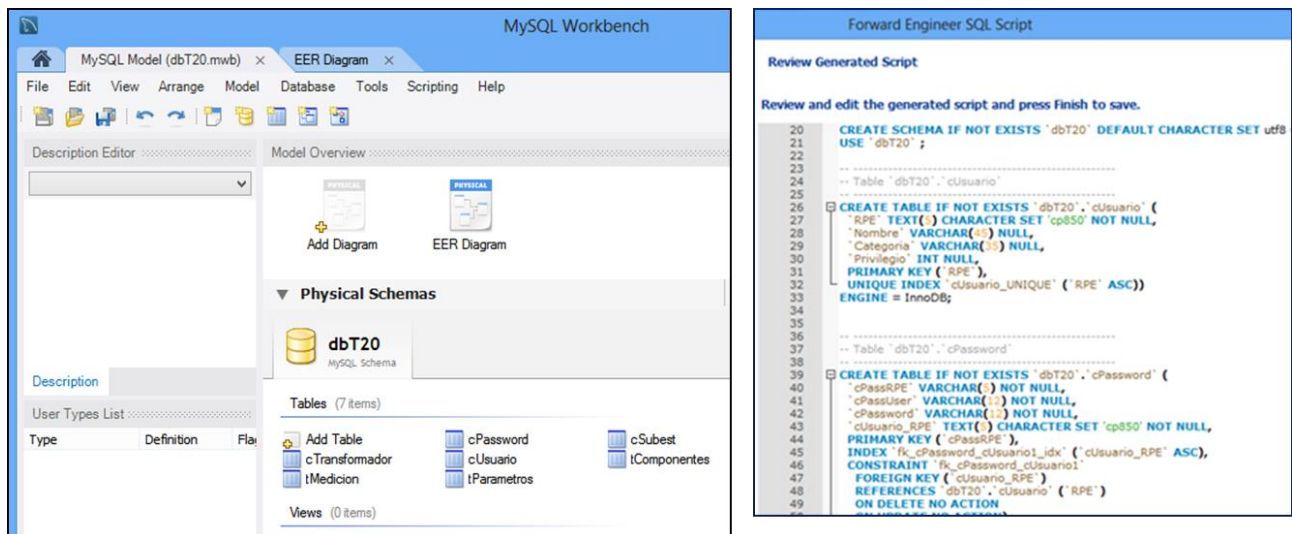 MySQL Workbench
MySQL Model (dbT20.mwb) × EER Diagram ×
File Edit View Arrange Model Database Tools Scripting Help
Description Editor
Model Overview
PHYSICAL PHYSICAL
Add Diagram EER Diagram
Physical Schemas
dbT20
MySQL Schema
Description
Tables (7 items)
User Types List
Type Definition Flag
Add Table cPassword cSubest
cTransformador cUsuario tComponentes
tMedicion tParametros
Views (0 items)
Forward Engineer SQL Script
Review Generated Script
Review and edit the generated script and press Finish to save.
20 CREATE SCHEMA IF NOT EXISTS `dbT20` DEFAULT CHARACTER SET utf8
21 USE `dbT20` ;
22
23 -- -----------------------------------------------------
24 -- Table `dbT20`.`cUsuario`
25 -- -----------------------------------------------------
26 CREATE TABLE IF NOT EXISTS `dbT20`.`cUsuario` (
27 `RPE` TEXT(5) CHARACTER SET 'cp850' NOT NULL,
28 `Nombre` VARCHAR(45) NULL,
29 `Categoria` VARCHAR(35) NULL,
30 `Privilegio` INT NULL,
31 PRIMARY KEY (`RPE`),
32 UNIQUE INDEX `cUsuario_UNIQUE` (`RPE` ASC))
33 ENGINE = InnoDB;
34
35
36 -- -----------------------------------------------------
37 -- Table `dbT20`.`cPassword`
38 -- -----------------------------------------------------
39 CREATE TABLE IF NOT EXISTS `dbT20`.`cPassword` (
40 `cPassRPE` VARCHAR(5) NOT NULL,
41 `cPassUser` VARCHAR(12) NOT NULL,
42 `cPassword` VARCHAR(12) NOT NULL,
43 `cUsuario_RPE` TEXT(5) CHARACTER SET 'cp850' NOT NULL,
44 PRIMARY KEY (`cPassRPE`),
45 INDEX `fk_cPassword_cUsuario1_idx` (`cUsuario_RPE` ASC),
46 CONSTRAINT `fk_cPassword_cUsuario1`
47 FOREIGN KEY (`cUsuario_RPE`)
48 REFERENCES `dbT20`.`cUsuario` (`RPE`)
49 ON DELETE NO ACTION